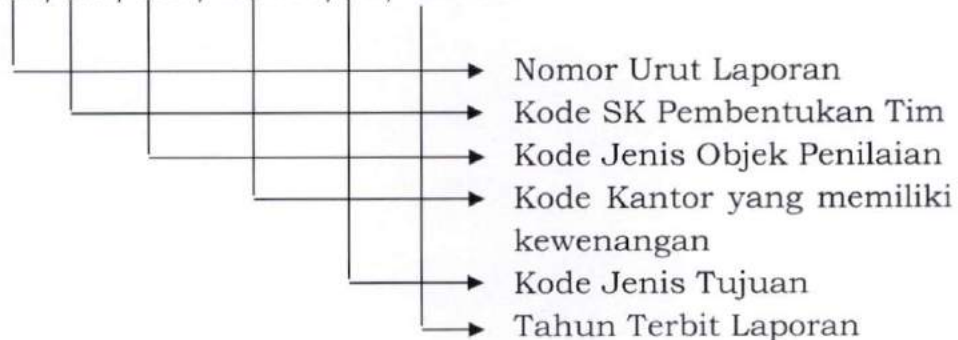 Nomor Urut Laporan
Kode SK Pembentukan Tim
Kode Jenis Objek Penilaian
Kode Kantor yang memiliki
kewenangan
Kode Jenis Tujuan
Tahun Terbit Laporan